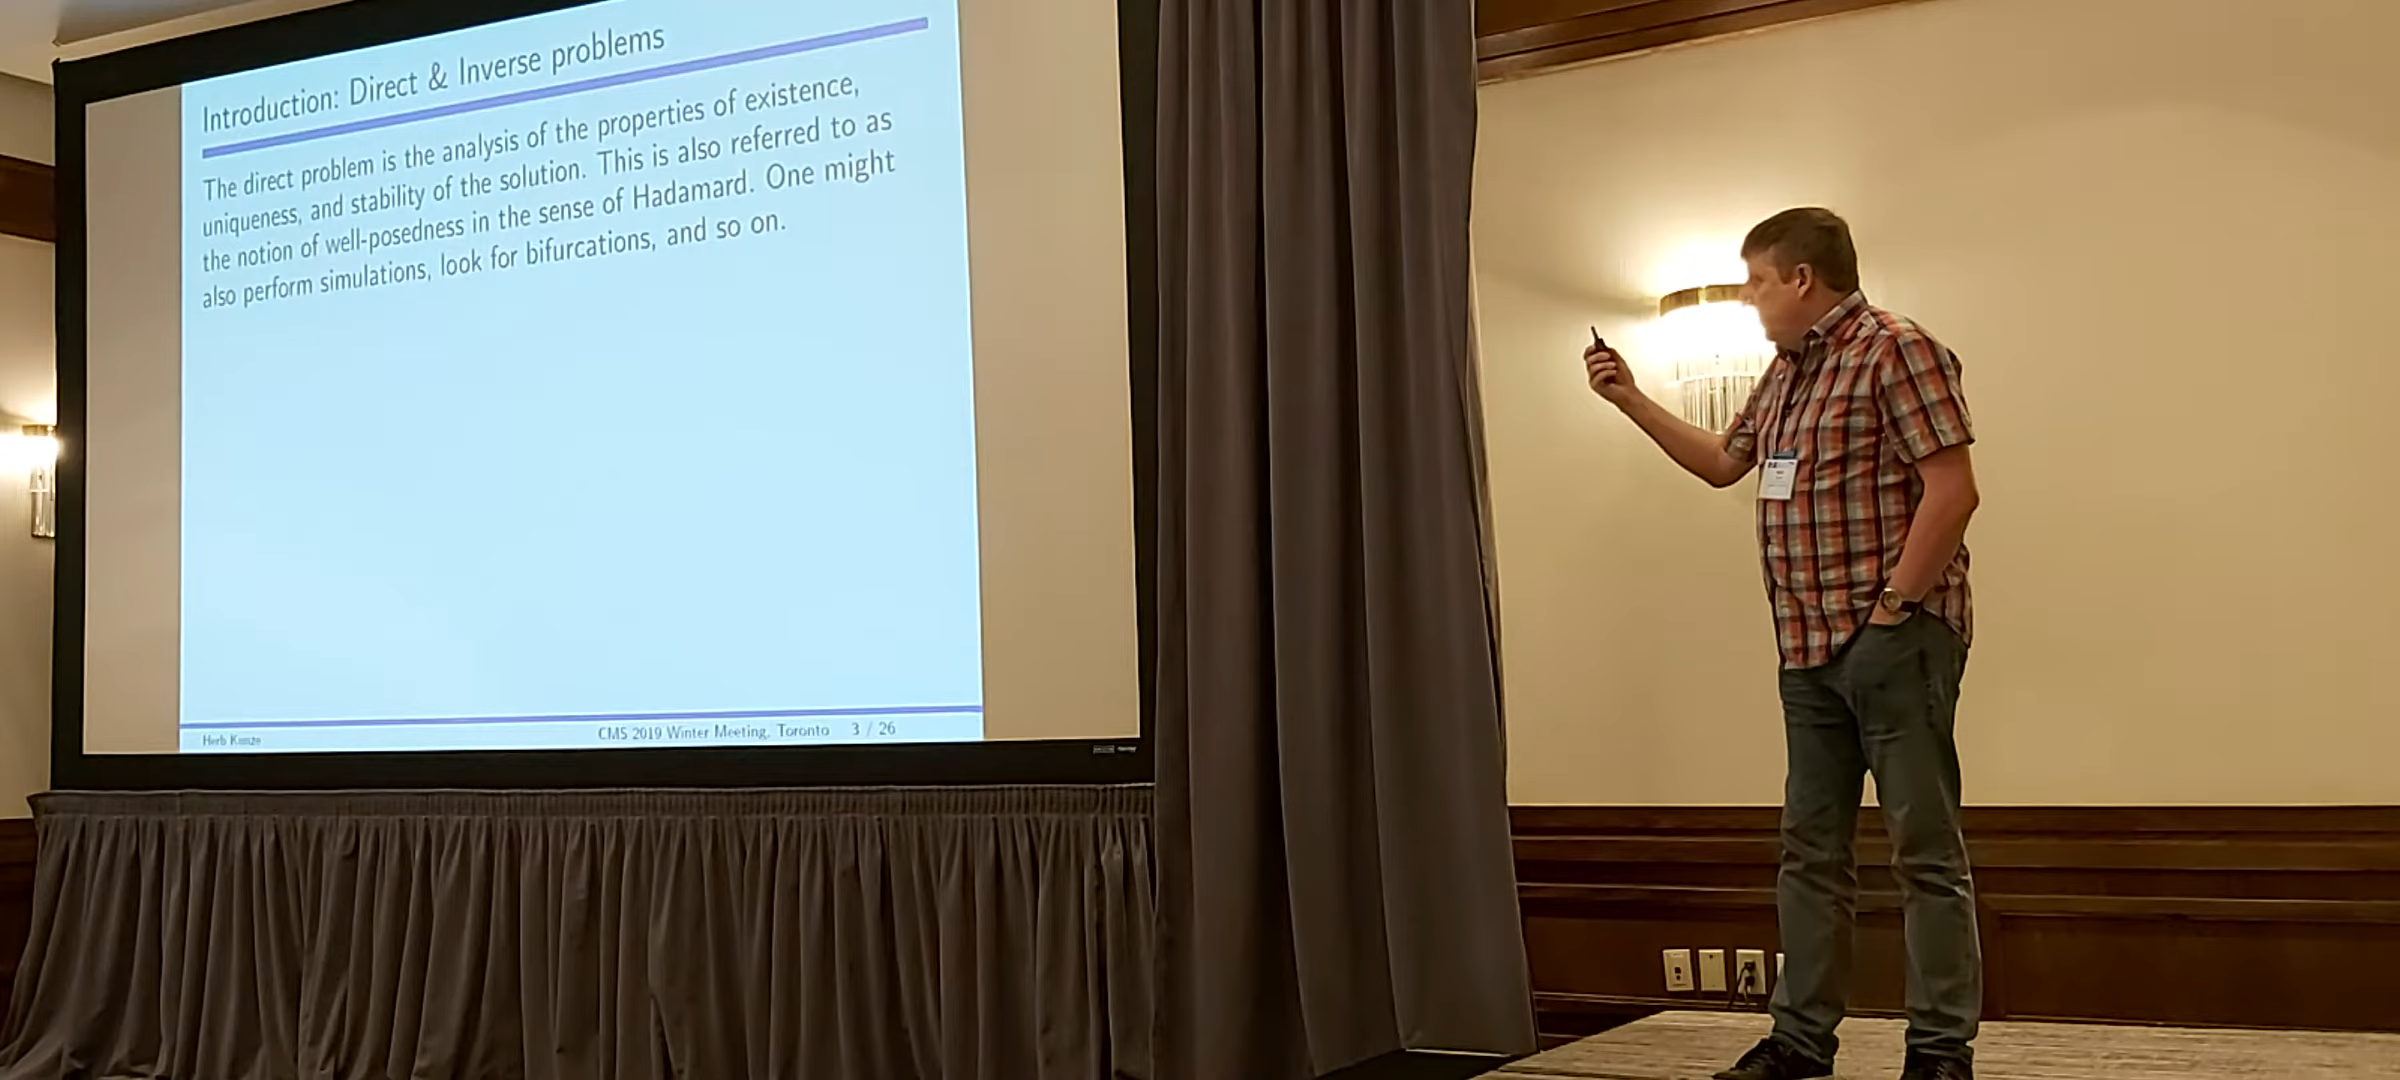 Introduction: Direct & Inverse problems
The direct problem is the analysis of the properties of existence,
uniqueness, and stability of the solution. This is also referred to as
the notion of well-posedness in the sense of Hadamard. One might
also perform simulations, look for bifurcations, and so on.
Herb Kunze CMS 2019 Winter Meeting, Toronto 3 / 26